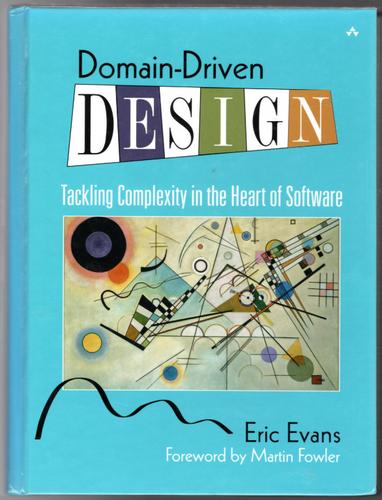 Domain-Driven
DESIGN
Tackling Complexity in the Heart of Software
Eric Evans
Foreword by Martin Fowler